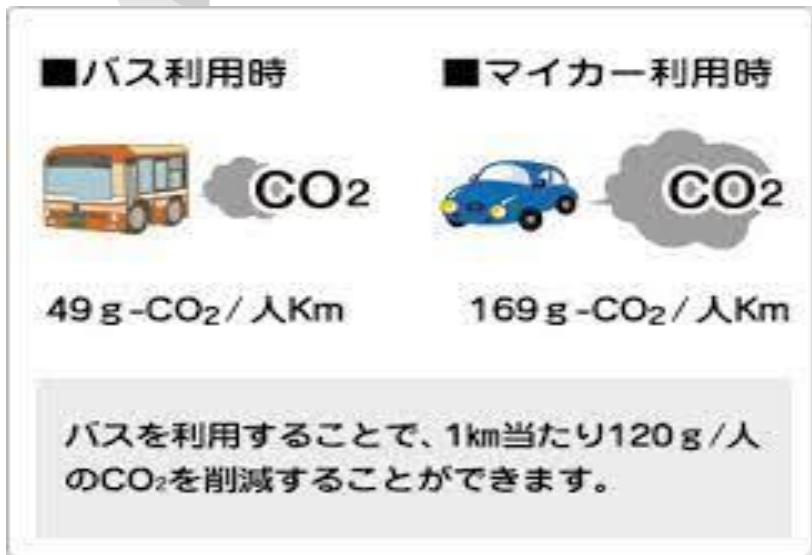 ■バス利用時
■マイカー利用時
CO2
CO2
49g-CO2/人Km
169g-CO2/人Km
バスを利用することで、1㎞当たり120g/人
のCO2を削減することができます。